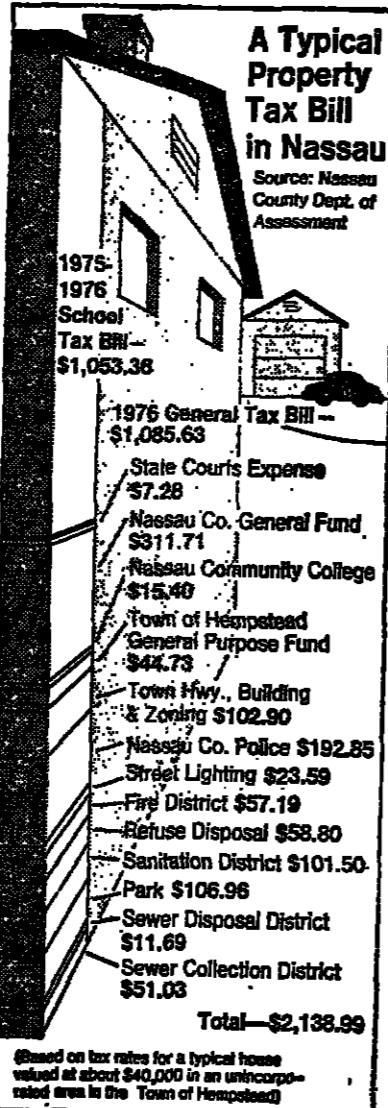 A Typical
Property
Tax Bill
in Nassau
Source: Nassau
County Dept. of
Assessment
1975-
1976
School
Tax Bill—
$1,053.36
1976 General Tax Bill—
$1,085.63
State Courts Expense
$7.28
Nassau Co. General Fund
$311.71
Nassau Community College
$15.40
Town of Hempstead
General Purpose Fund
$44.73
Town Hwy., Building
& Zoning $102.90
Nassau Co. Police $192.85
Street Lighting $23.59
Fire District $57.19
Refuse Disposal $58.80
Sanitation District $101.50
Park $106.96
Sewer Disposal District
$11.69
Sewer Collection District
$51.03
Total—$2,138.99
(Based on tax rates for a typical house
valued at about $40,000 in an unincorpo-
rated area in the Town of Hempstead)